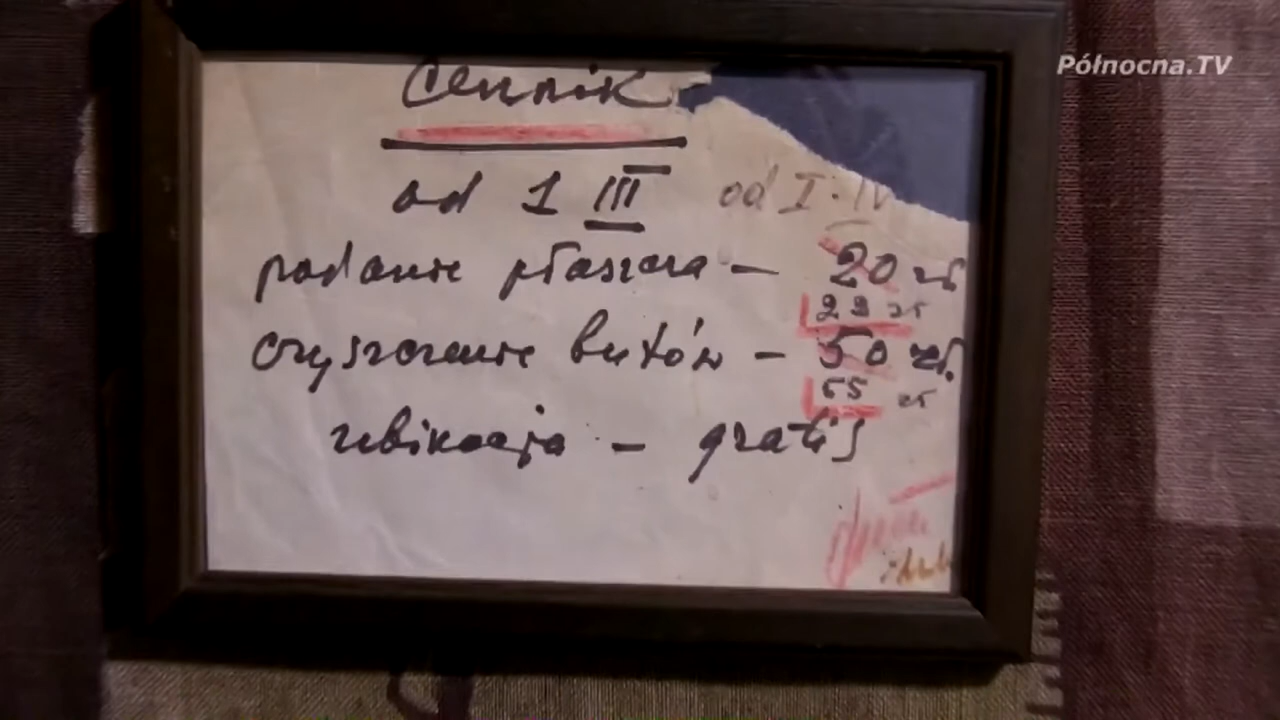 Północna.TV
Cennik
od 1 III od I. IV
podanie płaszcza — 20 zł
22 zł
czyszczenie butów — 50 zł.
55 zł
— gratis